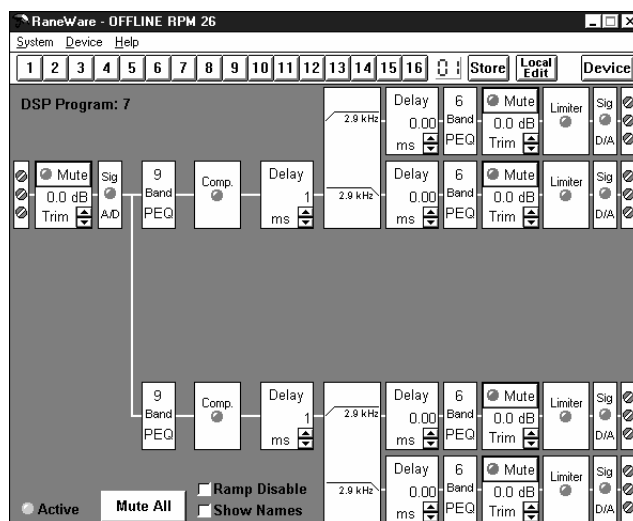 RaneWare - OFFLINE RPM 26
System Device Help
1 2 3 4 5 6 7 8 9 10 11 12 13 14 15 16 01 Store Local Edit Device
DSP Program: 7
2.9 kHz
Delay
0.00
ms
6
Band
PEQ
Mute
0.0 dB
Trim
Limiter
Sig
D/A
Mute
0.0 dB
Trim
Sig
A/D
9
Band
PEQ
Comp.
Delay
1
ms
2.9 kHz
Delay
0.00
ms
6
Band
PEQ
Mute
0.0 dB
Trim
Limiter
Sig
D/A
9
Band
PEQ
Comp.
Delay
1
ms
2.9 kHz
Delay
0.00
ms
6
Band
PEQ
Mute
0.0 dB
Trim
Limiter
Sig
D/A
2.9 kHz
Delay
0.00
ms
6
Band
PEQ
Mute
0.0 dB
Trim
Limiter
Sig
D/A
Active
Mute All
Ramp Disable
Show Names